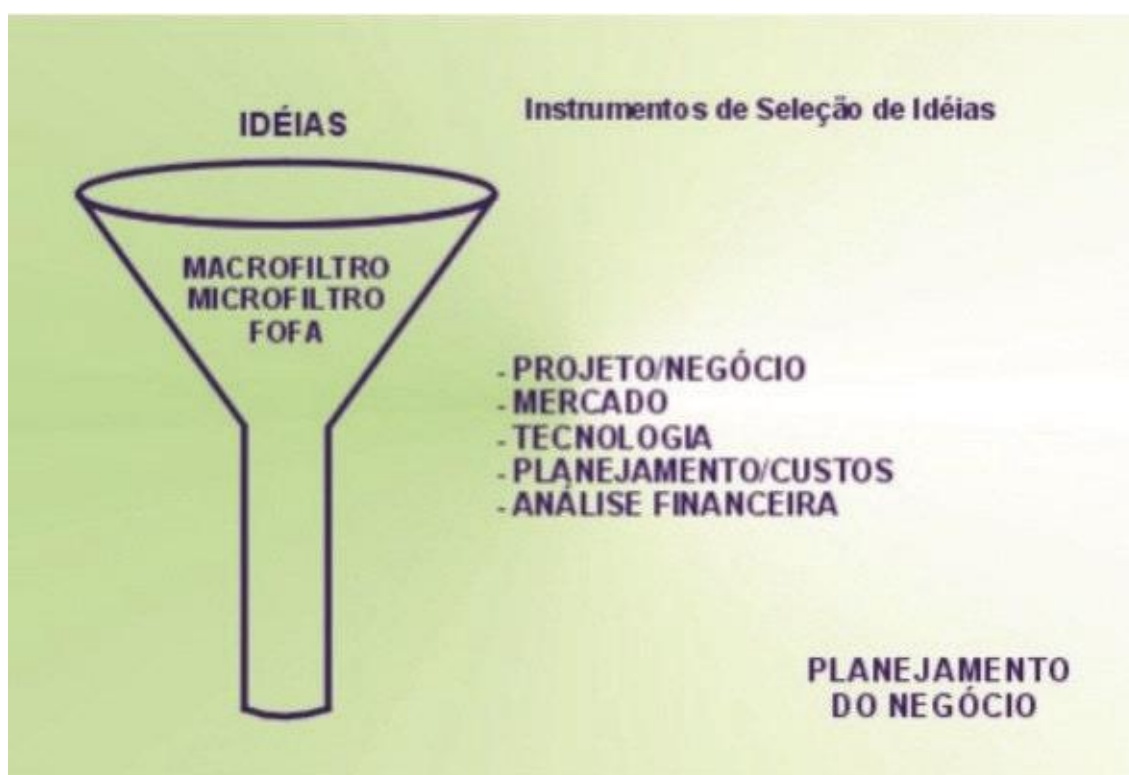 IDÉIAS
Instrumentos de Seleção de Idéias
MACROFILTRO
MICROFILTRO
FOFA
- PROJETO/NEGÓCIO
- MERCADO
- TECNOLOGIA
- PLANEJAMENTO/CUSTOS
- ANÁLISE FINANCEIRA
PLANEJAMENTO
DO NEGÓCIO